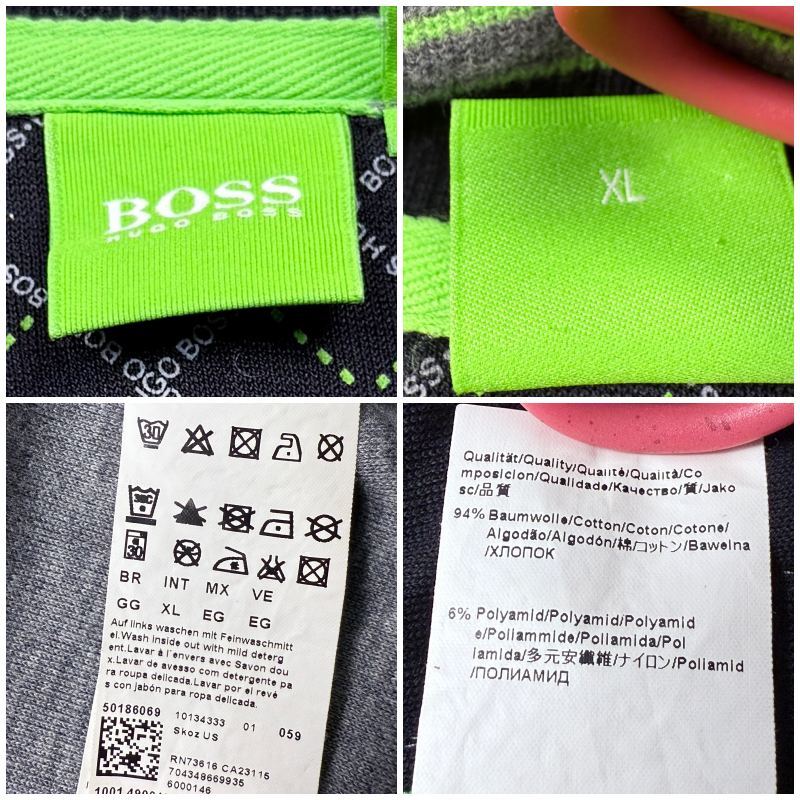 BOSS
HUGO BOSS
XL
30
30
BR INT MX VE
GG XL EG EG
Auf links waschen mit Feinwaschmitt
el.Wash inside out with mild deterg
ent.Lavar à l'envers avec Savon dou
x.Lavar de avesso com detergente pa
ra roupa delicada.Lavar por el revé
s con jabón para ropa delicada.
50186069 10134333 01 059
Skoz US
RN73616 CA23115
704348669935
6000146
Qualität/Quality/Qualité/Qualità/Co
mposicion/Qualidade/Качество/質/Jako
sc/品質
94% Baumwolle/Cotton/Coton/Cotone/
Algodão/Algodón/棉/コットン/Bawelna
/ХЛОПОК
6% Polyamid/Polyamid/Polyamid
e/Poliammide/Poliamida/Pol
iamida/多元安纖維/ナイロン/Poliamid
/ПОЛИАМИД